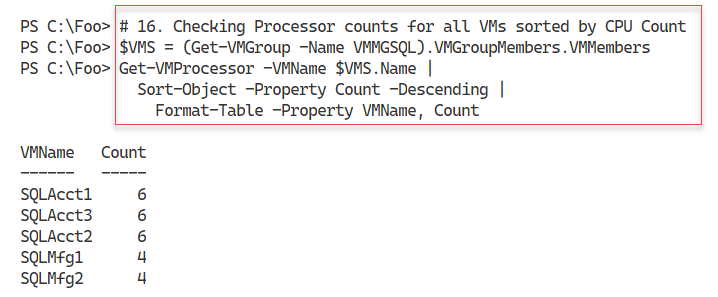 PS C:\Foo> # 16. Checking Processor counts for all VMs sorted by CPU Count
PS C:\Foo> $VMS = (Get-VMGroup -Name VMMGSQL).VMGroupMembers.VMMembers
PS C:\Foo> Get-VMProcessor -VMName $VMS.Name |
Sort-Object -Property Count -Descending |
Format-Table -Property VMName, Count
VMName Count
------ -----
SQLAcct1 6
SQLAcct3 6
SQLAcct2 6
SQLMfg1 4
SQLMfg2 4